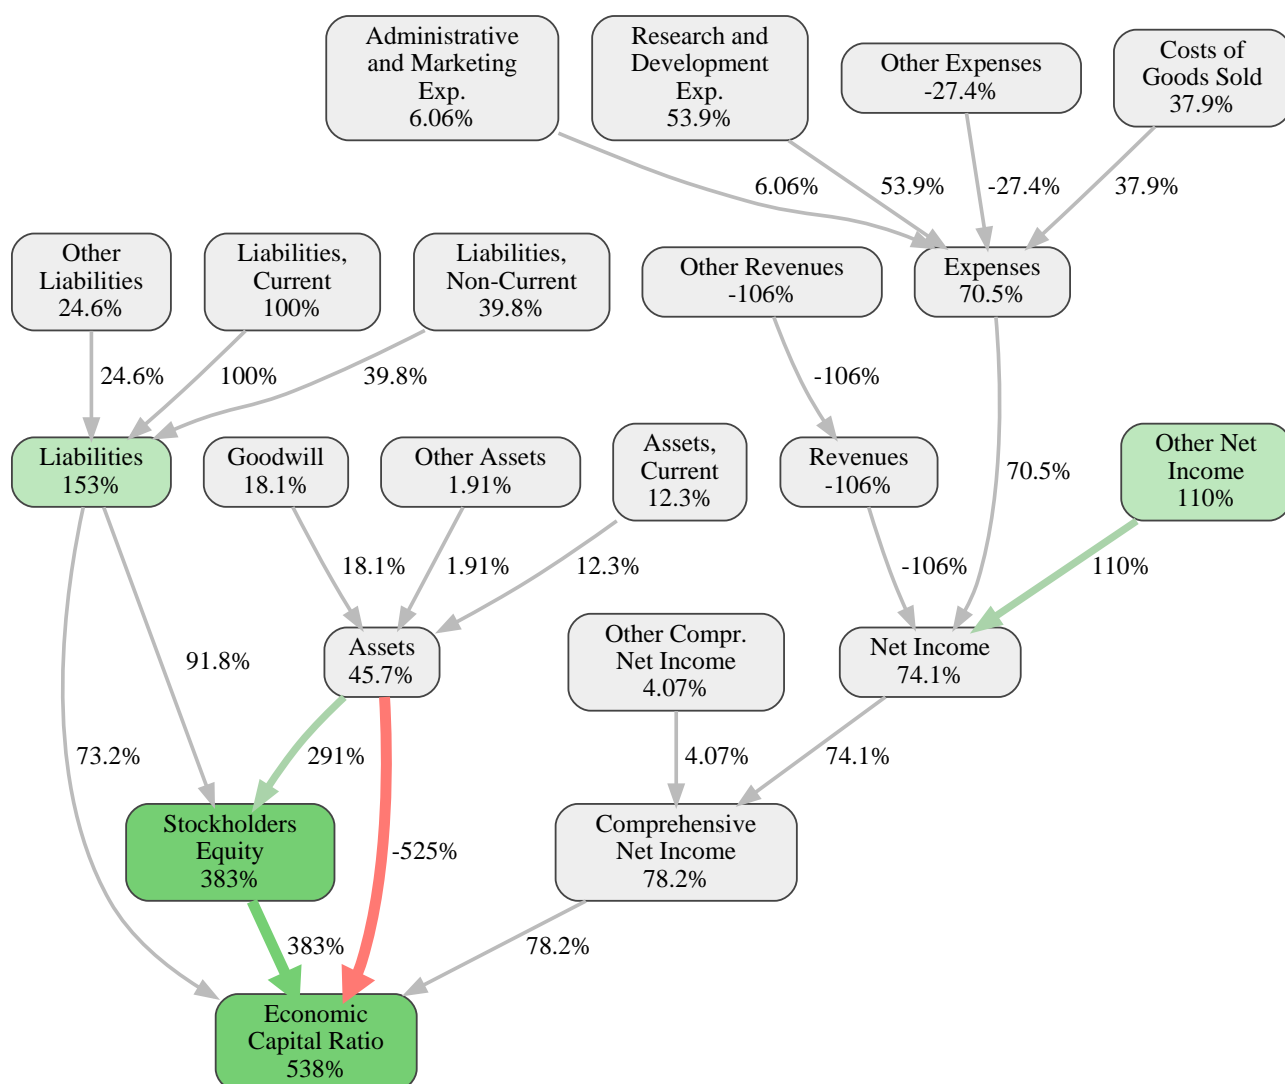 Administrative
and Marketing
Exp.
6.06%
Research and
Development
Exp.
53.9%
Other Expenses
-27.4%
Costs of
Goods Sold
37.9%
6.06%
53.9%
-27.4%
37.9%
Other
Liabilities
24.6%
Liabilities,
Current
100%
Liabilities,
Non-Current
39.8%
Other Revenues
-106%
Expenses
70.5%
24.6%
100%
39.8%
-106%
Liabilities
153%
Goodwill
18.1%
Other Assets
1.91%
Assets,
Current
12.3%
Revenues
-106%
70.5%
Other Net
Income
110%
18.1%
1.91%
12.3%
-106%
110%
91.8%
Assets
45.7%
Other Compr.
Net Income
4.07%
Net Income
74.1%
73.2%
291%
4.07%
74.1%
Stockholders
Equity
383%
-525%
Comprehensive
Net Income
78.2%
383%
78.2%
Economic
Capital Ratio
538%